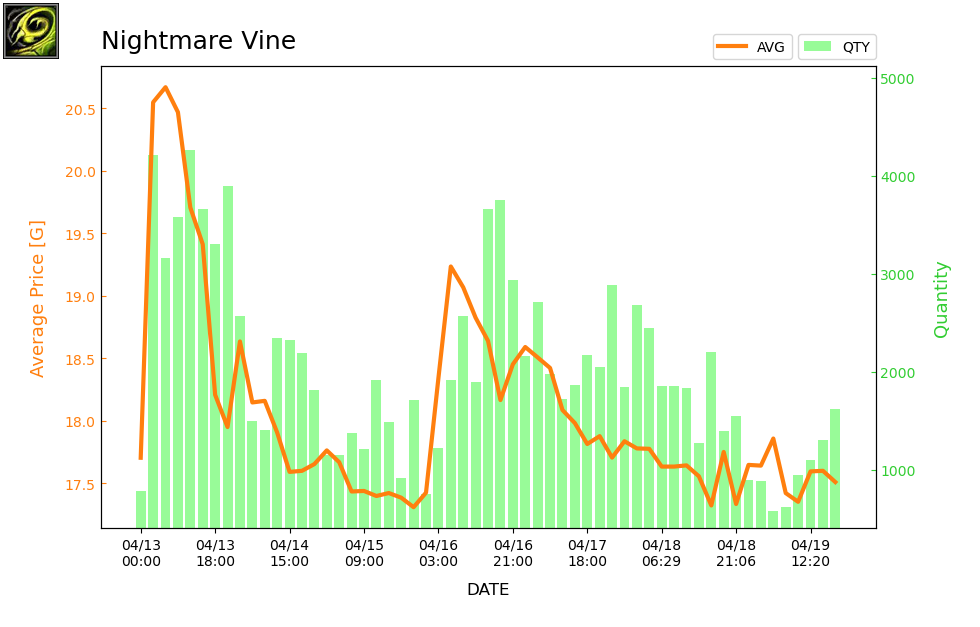 Nightmare Vine
AVG
QTY
Average Price [G]
20.5
20.0
19.5
19.0
18.5
18.0
17.5
5000
4000
3000
2000
1000
Quantity
04/13 04/13 04/14 04/15 04/16 04/16 04/17 04/18 04/18 04/19
00:00 18:00 15:00 09:00 03:00 21:00 18:00 06:29 21:06 12:20
DATE